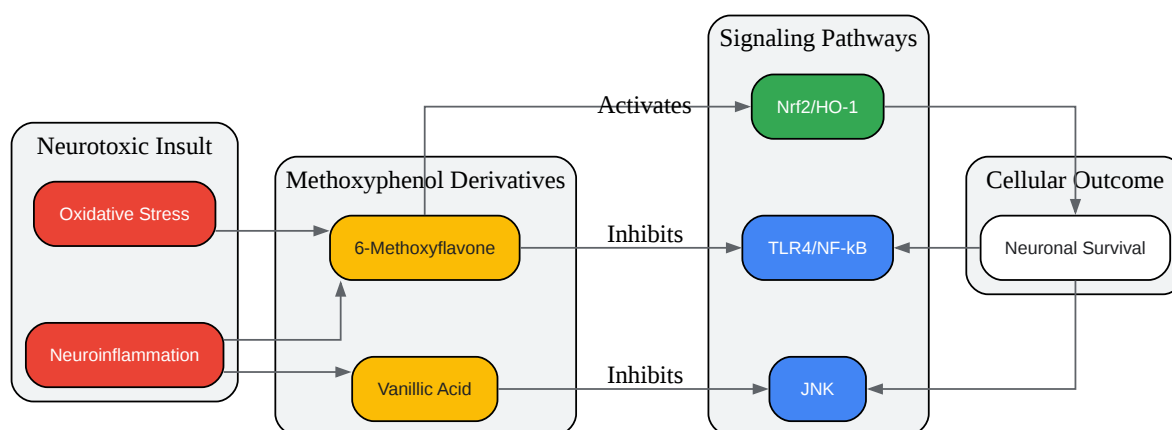 Signaling Pathways
Activates
Nrf2/HO-1
Neurotoxic Insult
Methoxyphenol Derivatives
Cellular Outcome
Oxidative Stress
6-Methoxyflavone
Inhibits
TLR4/NF-kB
Neuronal Survival
Neuroinflammation
Vanillic Acid
Inhibits
JNK